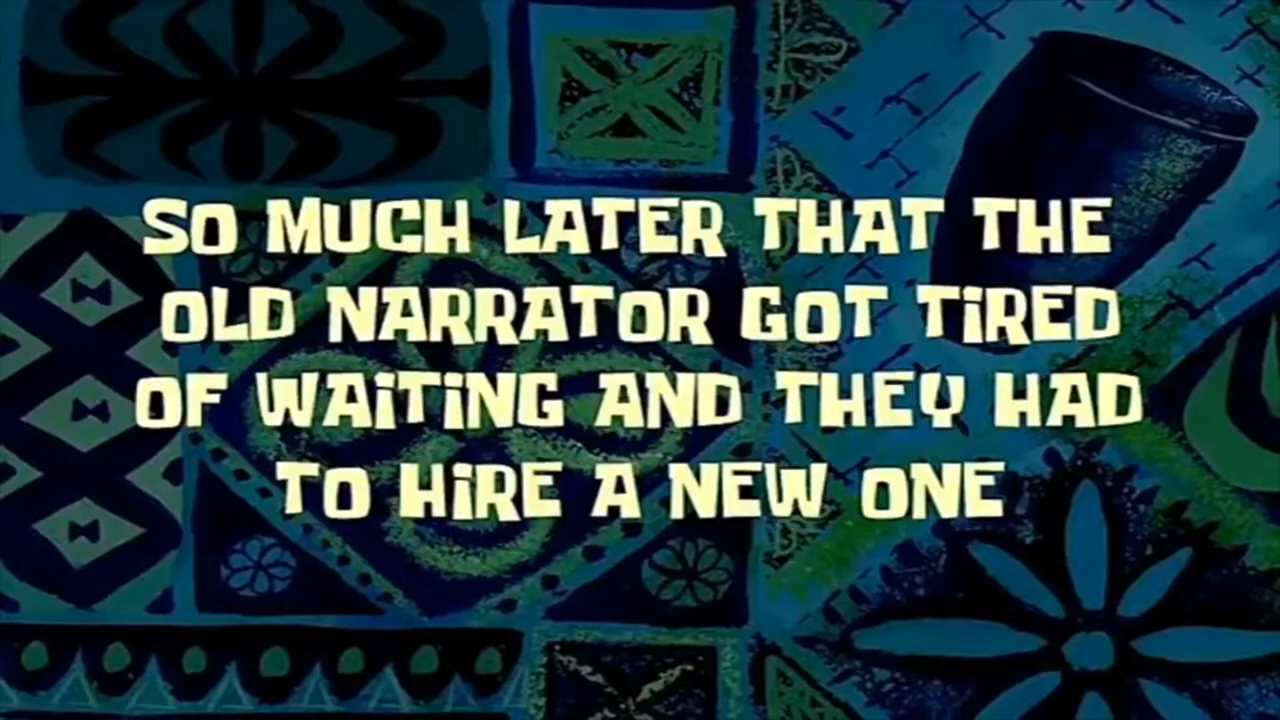 SO MUCH LATER THAT THE
OLD NARRATOR GOT TiRED
OF WAiTiNG AND THEY HAD
TO HiRE A NEW ONE